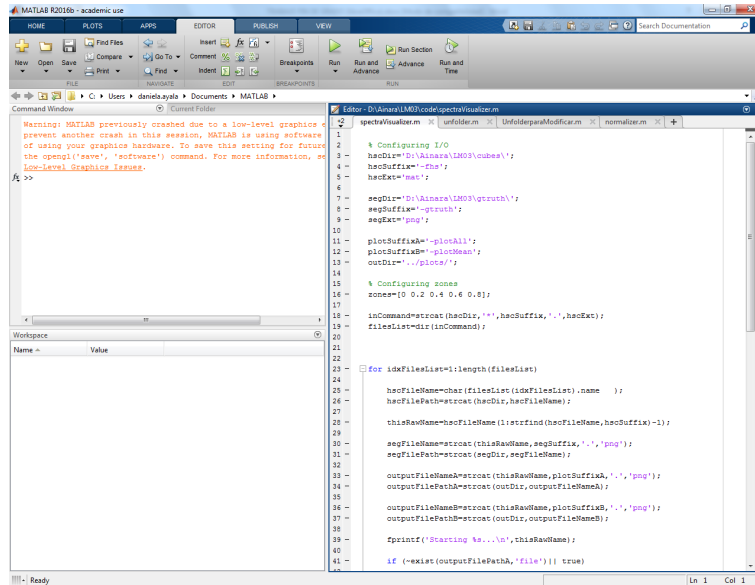 MATLAB R2016b - academic use
HOME PLOTS APPS EDITOR PUBLISH VIEW
Search Documentation
New Open Save Find Files Compare Print
Go To Find
Insert fx Comment Indent
Breakpoints
Run Run and Advance Run Section Advance Run and Time
FILE NAVIGATE EDIT BREAKPOINTS RUN
C: Users daniela.ayala Documents MATLAB
Command Window Current Folder
Warning: MATLAB previously crashed due to a low-level graphics e
prevent another crash in this session, MATLAB is using software
of using your graphics hardware. To save this setting for future
the opengl('save', 'software') command. For more information, se
Low-Level Graphics Issues.
fx >>
Workspace
Name Value
Editor - D:\Ainara\LM03\code\spectraVisualizer.m
+2 spectraVisualizer.m unfolder.m UnfolderparaModificar.m normalizer.m +
1
2 % Configuring I/O
3 - hscDir='D:\Ainara\LM03\cubes\';
4 - hscSuffix='-fhs';
5 - hscExt='mat';
6
7 - segDir='D:\Ainara\LM03\gtruth\';
8 - segSuffix='-gtruth';
9 - segExt='png';
10
11 - plotSuffixA='-plotAll';
12 - plotSuffixB='-plotMean';
13 - outDir='../plots/';
14
15 % Configuring zones
16 - zones=[0 0.2 0.4 0.6 0.8];
17
18 - inCommand=strcat(hscDir,'*',hscSuffix,'.',hscExt);
19 - filesList=dir(inCommand);
20
21
22
23 - for idxFilesList=1:length(filesList)
24
25 - hscFileName=char(filesList(idxFilesList).name );
26 - hscFilePath=strcat(hscDir,hscFileName);
27
28 - thisRawName=hscFileName(1:strfind(hscFileName,hscSuffix)-1);
29
30 - segFileName=strcat(thisRawName,segSuffix,'.','png');
31 - segFilePath=strcat(segDir,segFileName);
32
33 - outputFileNameA=strcat(thisRawName,plotSuffixA,'.','png');
34 - outputFilePathA=strcat(outDir,outputFileNameA);
35
36 - outputFileNameB=strcat(thisRawName,plotSuffixB,'.','png');
37 - outputFilePathB=strcat(outDir,outputFileNameB);
38
39 - fprintf('Starting %s...\n',thisRawName);
40
41 - if (~exist(outputFilePathA,'file')|| true)
Ready
Ln 1 Col 1